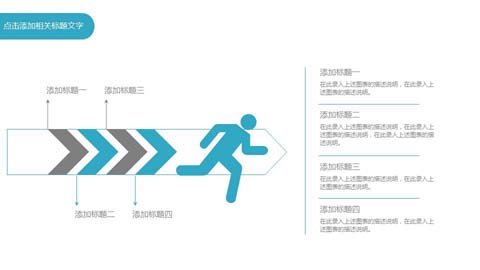 点击添加相关标题文字
添加标题一
添加标题三
添加标题二
添加标题四
添加标题一
在此录入上述图表的描述说明，在此录入上
述图表的描述说明。
添加标题二
在此录入上述图表的描述说明，在此录入上
述图表的描述说明，在此录入上述图表的描
述说明。
添加标题三
在此录入上述图表的描述说明，在此录入上
述图表的描述说明。
添加标题四
在此录入上述图表的描述说明，在此录入上
述图表的描述说明。